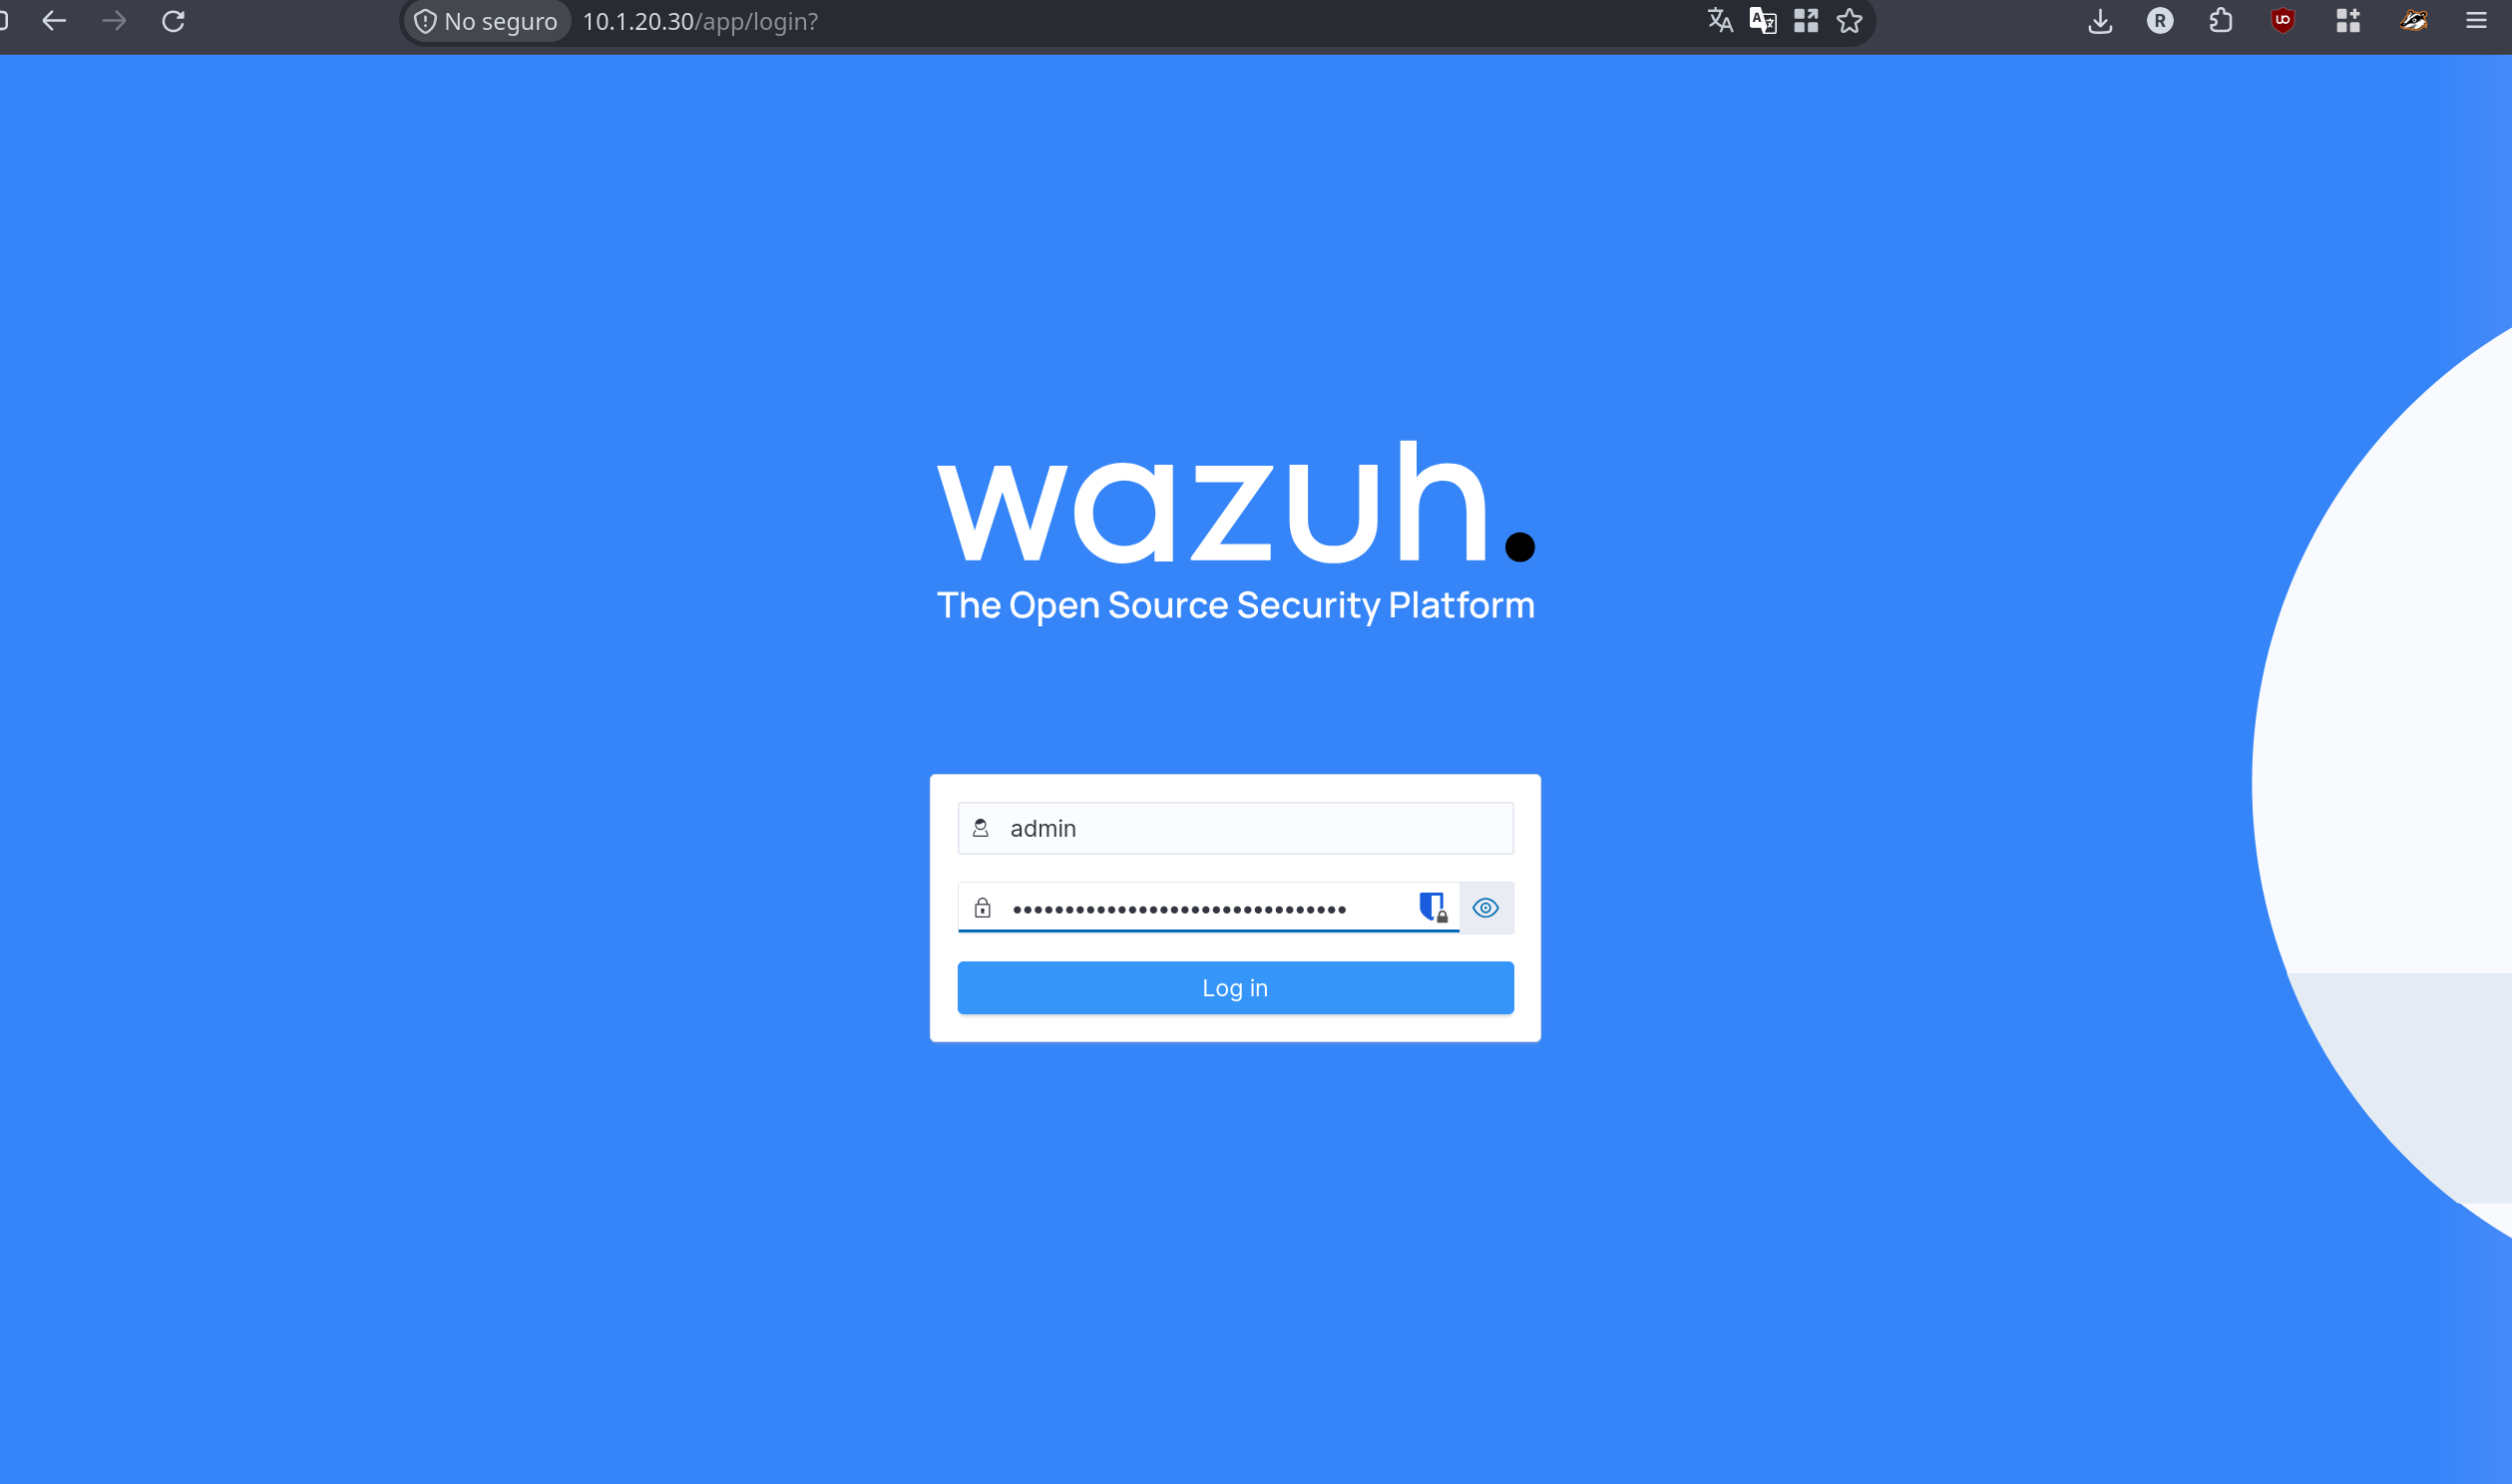 No seguro 10.1.20.30/app/login?
wazuh.
The Open Source Security Platform
admin
Log in